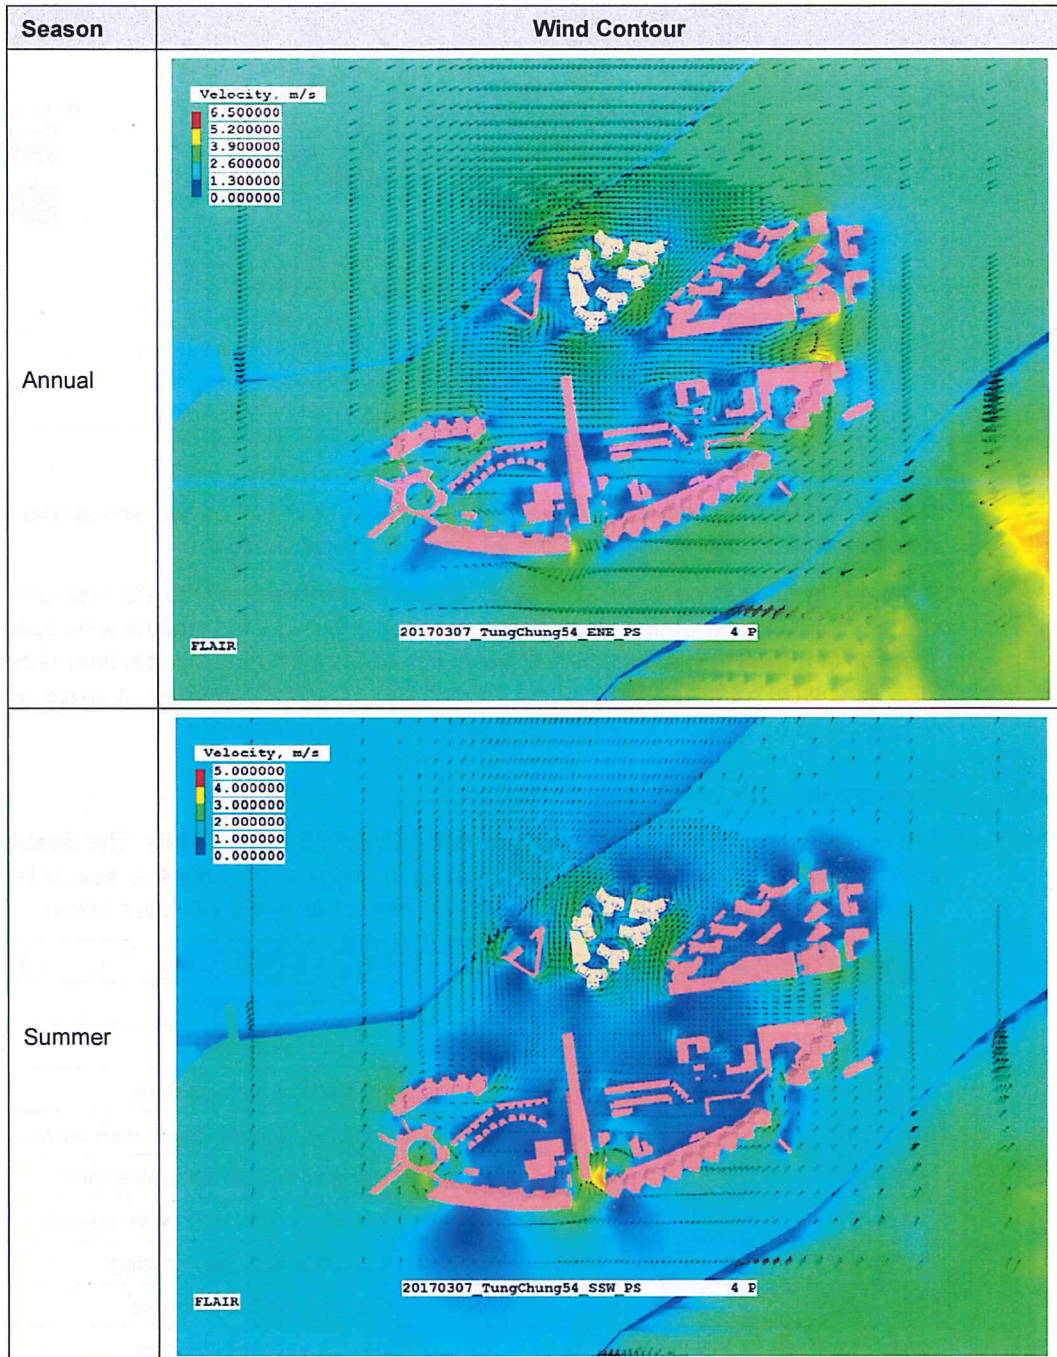 Season Wind Contour
Annual
Velocity, m/s
6.500000
5.200000
3.900000
2.600000
1.300000
0.000000
20170307_TungChung54_ENE_PS 4 P
FLAIR
Summer
Velocity, m/s
5.000000
4.000000
3.000000
2.000000
1.000000
0.000000
20170307_TungChung54_SSW_PS 4 P
FLAIR